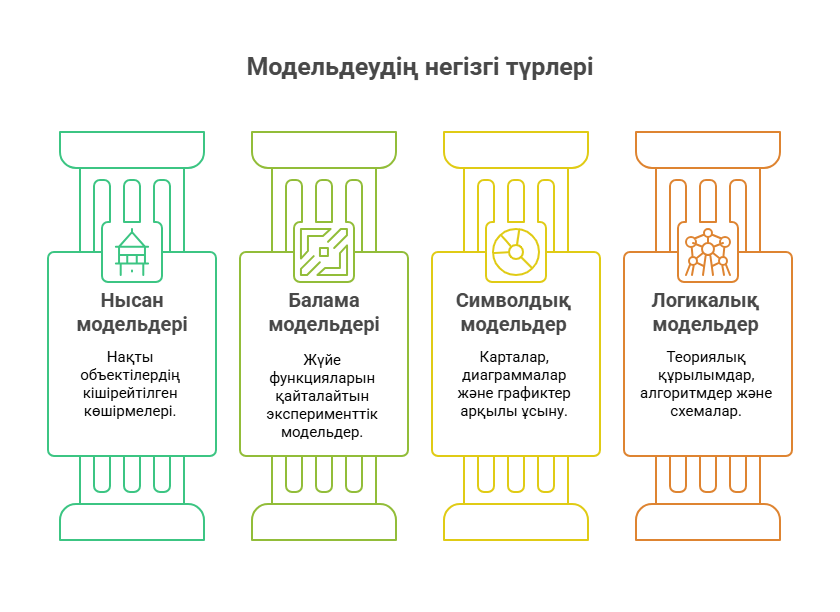 Модельдеудің негізгі түрлері
Нысан
модельдері
Нақты
объектілердің
кішірейтілген
көшірмелері.
Балама
модельдері
Жүйе
функцияларын
қайталайтын
эксперименттік
модельдер.
Символдық
модельдер
Карталар,
диаграммалар
және графиктер
арқылы ұсыну.
Логикалық
модельдер
Теориялық
құрылымдар,
алгоритмдер және
схемалар.